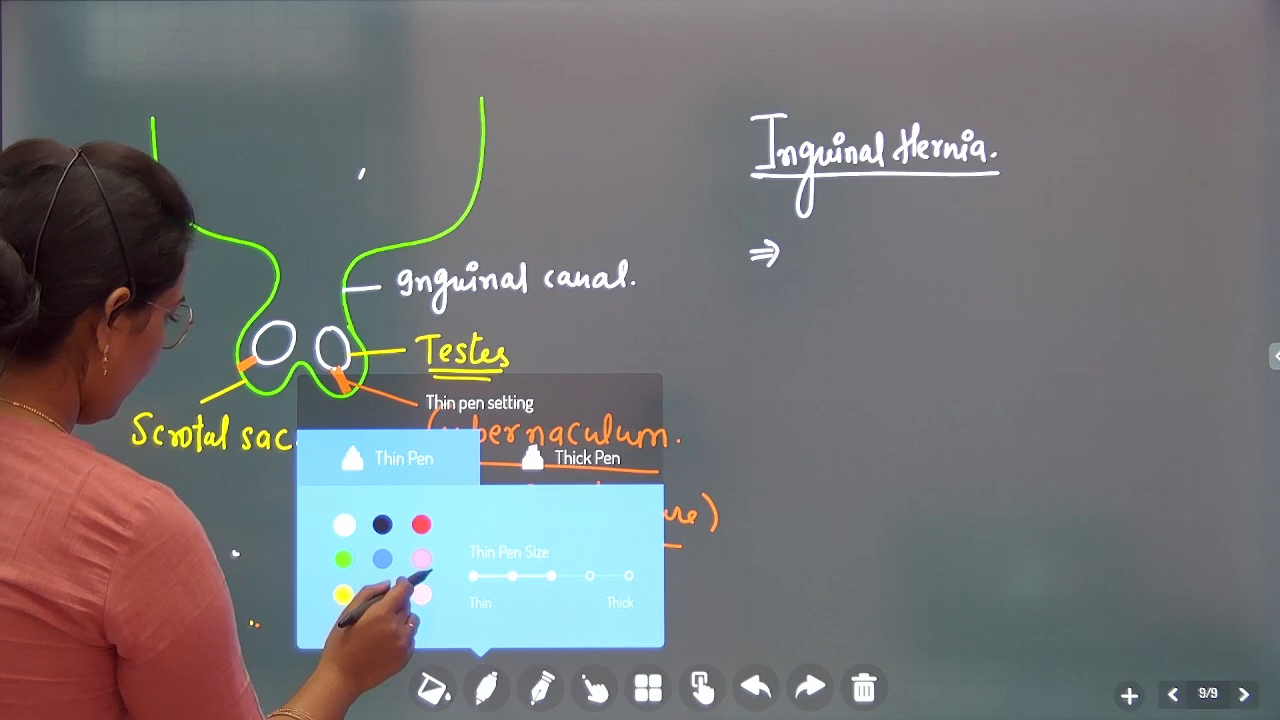 Inguinal Hernia.
⇒
Inguinal canal.
Testes
Thin pen setting
Scrotal sac.
Gubernaculum.
Thin Pen
Thick Pen
Thin Pen Size
Thin
Thick
9/9